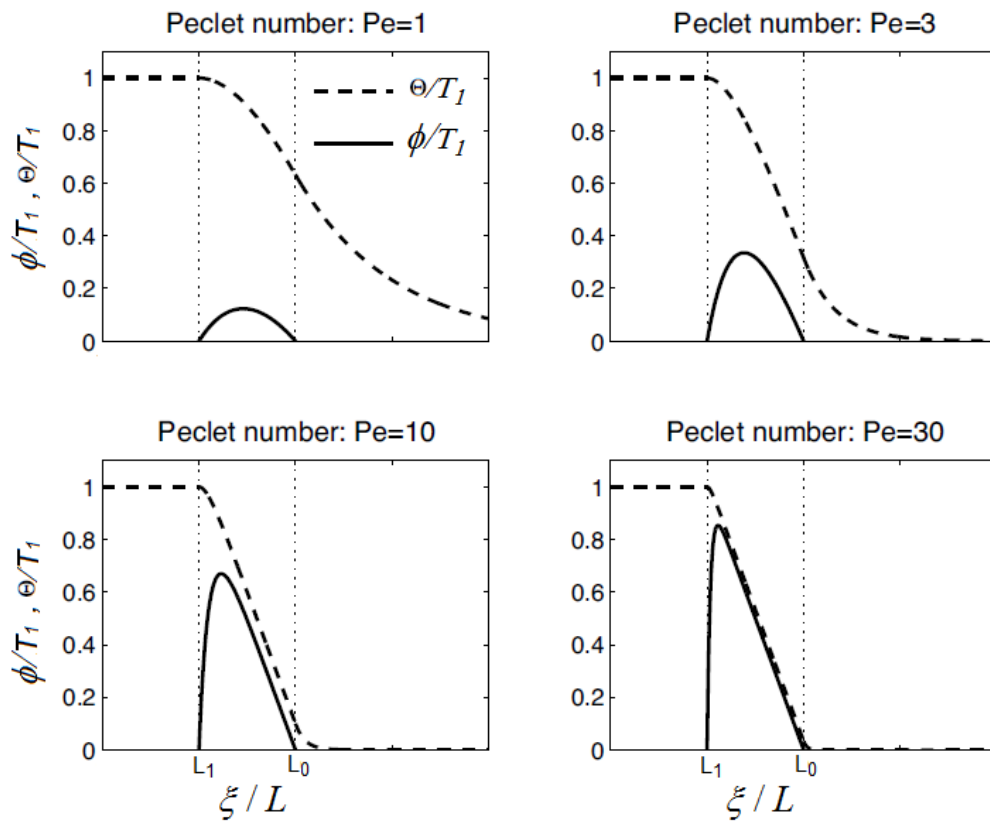 Peclet number: Pe=1
Peclet number: Pe=3
ϕ/T₁ , Θ/T₁
1
0.8
0.6
0.4
0.2
0
Θ/T₁
ϕ/T₁
1
0.8
0.6
0.4
0.2
0
Peclet number: Pe=10
Peclet number: Pe=30
ϕ/T₁ , Θ/T₁
1
0.8
0.6
0.4
0.2
0
L₁
L₀
ξ / L
1
0.8
0.6
0.4
0.2
0
L₁
L₀
ξ / L